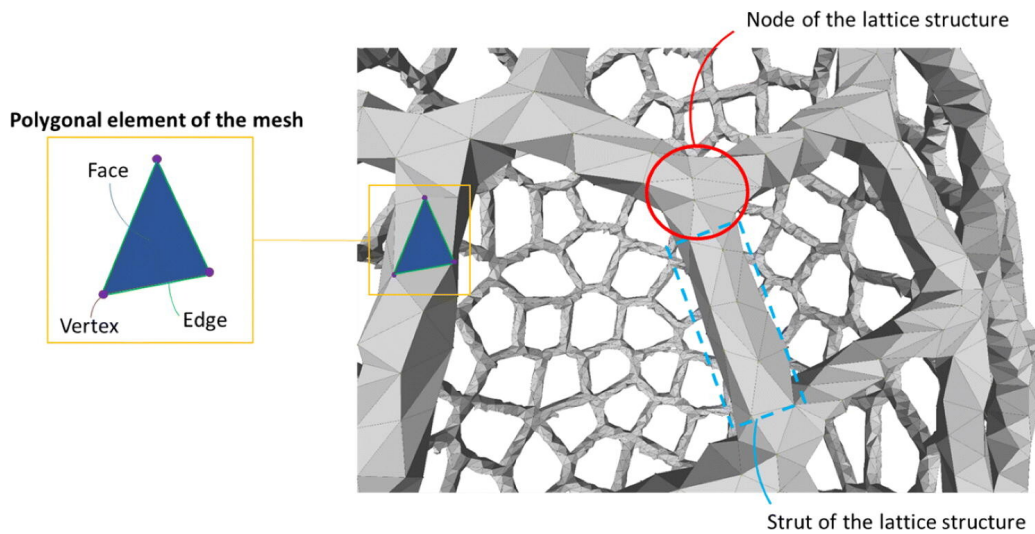 Node of the lattice structure
Polygonal element of the mesh
Face
Vertex
Edge
Strut of the lattice structure